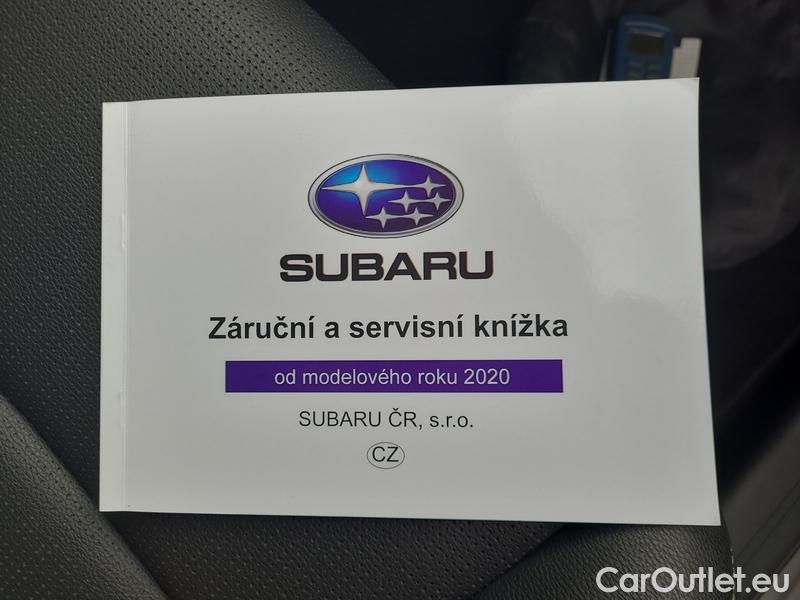 SUBARU
Záruční a servisní knížka
od modelového roku 2020
SUBARU ČR, s.r.o.
CZ
CarOutlet.eu